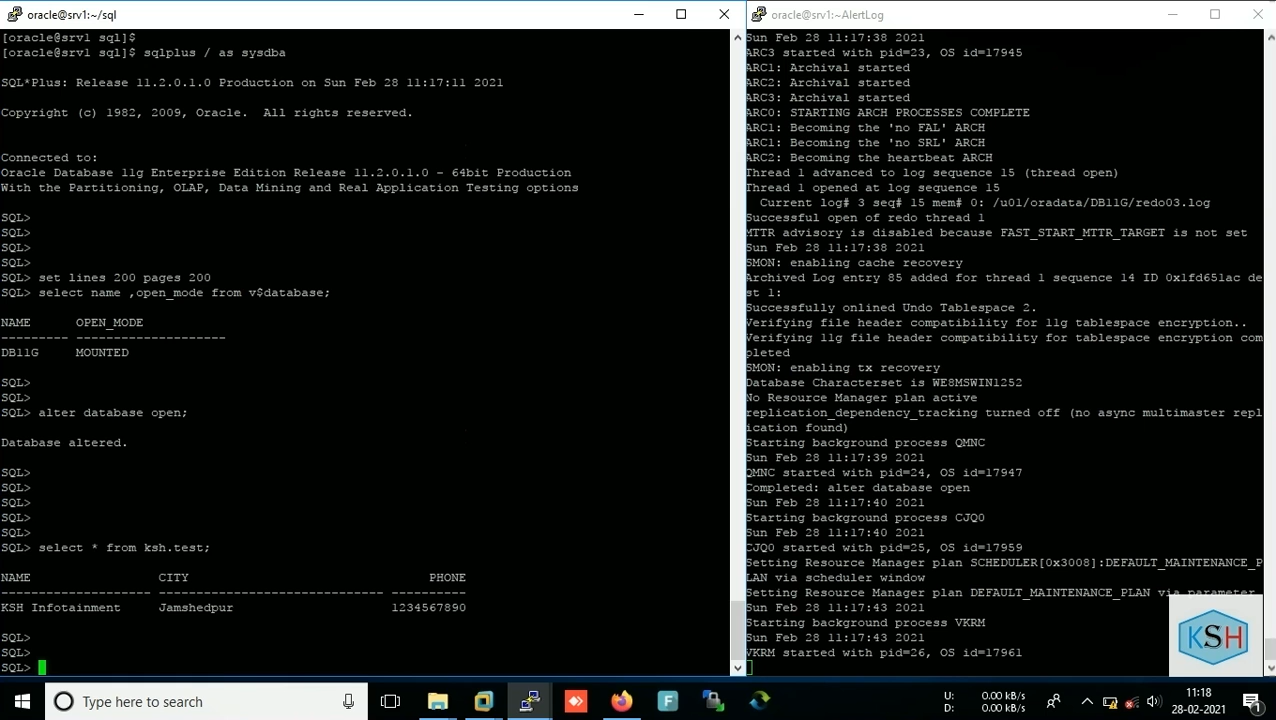 oracle@srv1:~/sql
[oracle@srv1 sql]$
[oracle@srv1 sql]$ sqlplus / as sysdba
SQL*Plus: Release 11.2.0.1.0 Production on Sun Feb 28 11:17:11 2021
Copyright (c) 1982, 2009, Oracle.  All rights reserved.
Connected to:
Oracle Database 11g Enterprise Edition Release 11.2.0.1.0 - 64bit Production
With the Partitioning, OLAP, Data Mining and Real Application Testing options
SQL>
SQL>
SQL>
SQL>
SQL> set lines 200 pages 200
SQL> select name ,open_mode from v$database;
NAME      OPEN_MODE
--------- --------------------
DB11G     MOUNTED
SQL>
SQL>
SQL> alter database open;
Database altered.
SQL>
SQL>
SQL>
SQL>
SQL>
SQL> select * from ksh.test;
NAME                 CITY                                PHONE
-------------------- ------------------------------ ----------
KSH Infotainment     Jamshedpur                     1234567890
SQL>
SQL>
SQL>
oracle@srv1:~AlertLog
Sun Feb 28 11:17:38 2021
ARC3 started with pid=23, OS id=17945
ARC1: Archival started
ARC2: Archival started
ARC3: Archival started
ARC0: STARTING ARCH PROCESSES COMPLETE
ARC1: Becoming the 'no FAL' ARCH
ARC1: Becoming the 'no SRL' ARCH
ARC2: Becoming the heartbeat ARCH
Thread 1 advanced to log sequence 15 (thread open)
Thread 1 opened at log sequence 15
  Current log# 3 seq# 15 mem# 0: /u01/oradata/DB11G/redo03.log
Successful open of redo thread 1
MTTR advisory is disabled because FAST_START_MTTR_TARGET is not set
Sun Feb 28 11:17:38 2021
SMON: enabling cache recovery
Archived Log entry 85 added for thread 1 sequence 14 ID 0x1fd651ac de
st 1:
Successfully onlined Undo Tablespace 2.
Verifying file header compatibility for 11g tablespace encryption..
Verifying 11g file header compatibility for tablespace encryption com
pleted
SMON: enabling tx recovery
Database Characterset is WE8MSWIN1252
No Resource Manager plan active
replication_dependency_tracking turned off (no async multimaster repl
ication found)
Starting background process QMNC
Sun Feb 28 11:17:39 2021
QMNC started with pid=24, OS id=17947
Completed: alter database open
Sun Feb 28 11:17:40 2021
Starting background process CJQ0
Sun Feb 28 11:17:40 2021
CJQ0 started with pid=25, OS id=17959
Setting Resource Manager plan SCHEDULER[0x3008]:DEFAULT_MAINTENANCE_P
LAN via scheduler window
Setting Resource Manager plan DEFAULT_MAINTENANCE_PLAN via parameter
Sun Feb 28 11:17:43 2021
Starting background process VKRM
Sun Feb 28 11:17:43 2021
VKRM started with pid=26, OS id=17961
KSH
Type here to search
F
U: 0.00 kB/s
D: 0.00 kB/s
11:18
28-02-2021
1